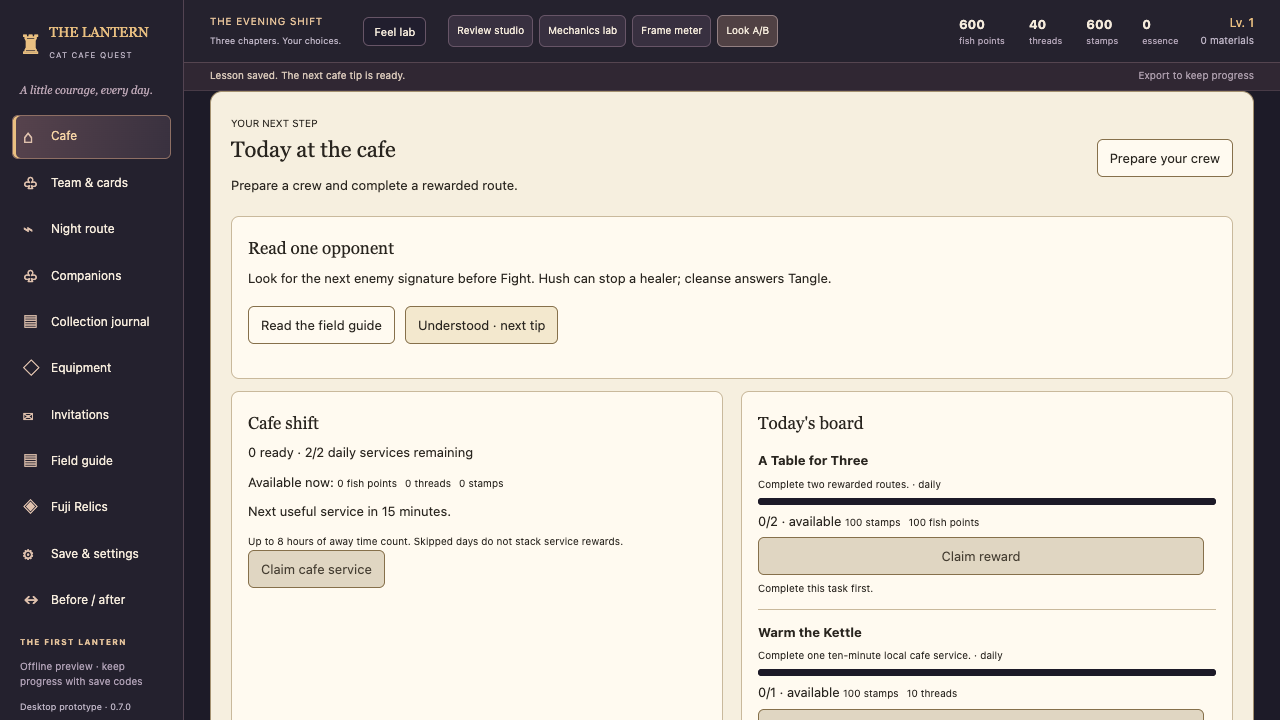 THE LANTERN
CAT CAFE QUEST
A little courage, every day.
Cafe
Team & cards
Night route
Companions
Collection journal
Equipment
Invitations
Field guide
Fuji Relics
Save & settings
Before / after
THE FIRST LANTERN
Offline preview · keep
progress with save codes
Desktop prototype · 0.7.0
THE EVENING SHIFT
Three chapters. Your choices.
Feel lab
Review studio
Mechanics lab
Frame meter
Look A/B
600
fish points
40
threads
600
stamps
0
essence
Lv. 1
0 materials
Lesson saved. The next cafe tip is ready.
Export to keep progress
YOUR NEXT STEP
Today at the cafe
Prepare a crew and complete a rewarded route.
Prepare your crew
Read one opponent
Look for the next enemy signature before Fight. Hush can stop a healer; cleanse answers Tangle.
Read the field guide
Understood · next tip
Cafe shift
0 ready · 2/2 daily services remaining
Available now: 0 fish points 0 threads 0 stamps
Next useful service in 15 minutes.
Up to 8 hours of away time count. Skipped days do not stack service rewards.
Claim cafe service
Today's board
A Table for Three
Complete two rewarded routes. · daily
0/2 · available 100 stamps 100 fish points
Claim reward
Complete this task first.
Warm the Kettle
Complete one ten-minute local cafe service. · daily
0/1 · available 100 stamps 10 threads